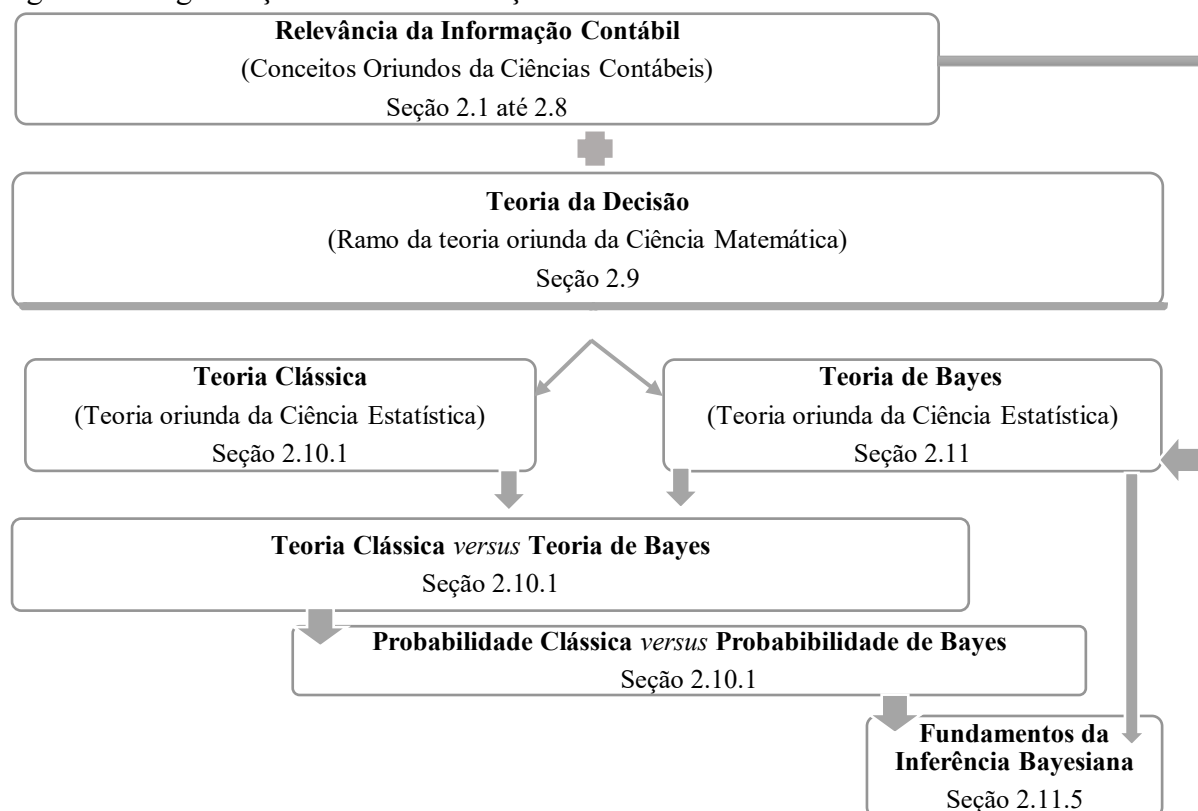 Relevância da Informação Contábil
(Conceitos Oriundos da Ciências Contábeis)
Seção 2.1 até 2.8
Teoria da Decisão
(Ramo da teoria oriunda da Ciência Matemática)
Seção 2.9
Teoria Clássica
(Teoria oriunda da Ciência Estatística)
Seção 2.10.1
Teoria de Bayes
(Teoria oriunda da Ciência Estatística)
Seção 2.11
Teoria Clássica versus Teoria de Bayes
Seção 2.10.1
Probabilidade Clássica versus Probabibilidade de Bayes
Seção 2.10.1
Fundamentos da
Inferência Bayesiana
Seção 2.11.5